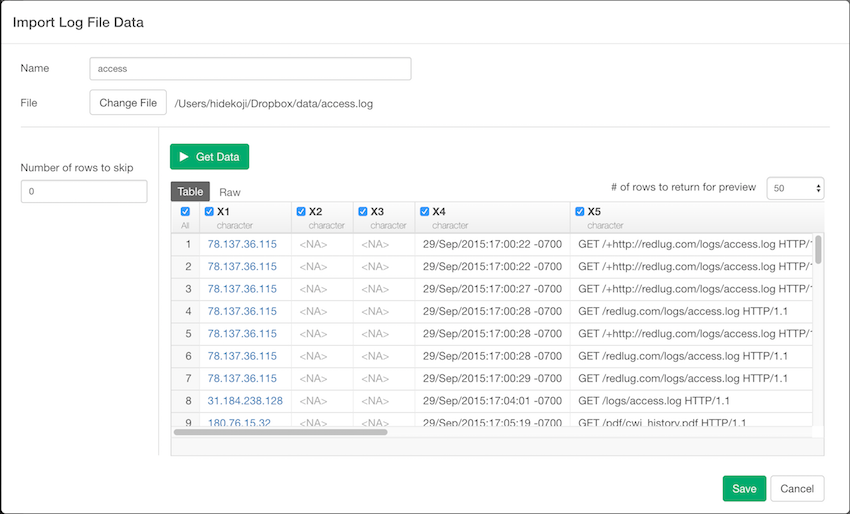 Import Log File Data
Name access
File Change File /Users/hidekoji/Dropbox/data/access.log
Number of rows to skip
0
Get Data
Table Raw
# of rows to return for preview 50
All X1 character X2 character X3 character X4 character X5 character
1 78.137.36.115 <NA> <NA> 29/Sep/2015:17:00:22 -0700 GET /+http://redlug.com/logs/access.log HTTP/1
2 78.137.36.115 <NA> <NA> 29/Sep/2015:17:00:22 -0700 GET /+http://redlug.com/logs/access.log HTTP/1
3 78.137.36.115 <NA> <NA> 29/Sep/2015:17:00:27 -0700 GET /+http://redlug.com/logs/access.log HTTP/1
4 78.137.36.115 <NA> <NA> 29/Sep/2015:17:00:28 -0700 GET /redlug.com/logs/access.log HTTP/1.1
5 78.137.36.115 <NA> <NA> 29/Sep/2015:17:00:28 -0700 GET /+http://redlug.com/logs/access.log HTTP/1
6 78.137.36.115 <NA> <NA> 29/Sep/2015:17:00:28 -0700 GET /redlug.com/logs/access.log HTTP/1.1
7 78.137.36.115 <NA> <NA> 29/Sep/2015:17:00:29 -0700 GET /redlug.com/logs/access.log HTTP/1.1
8 31.184.238.128 <NA> <NA> 29/Sep/2015:17:04:01 -0700 GET /logs/access.log HTTP/1.1
9 180.76.15.32 <NA> <NA> 29/Sep/2015:17:05:19 -0700 GET /pdf/cwj_history.pdf HTTP/1.1
Save Cancel